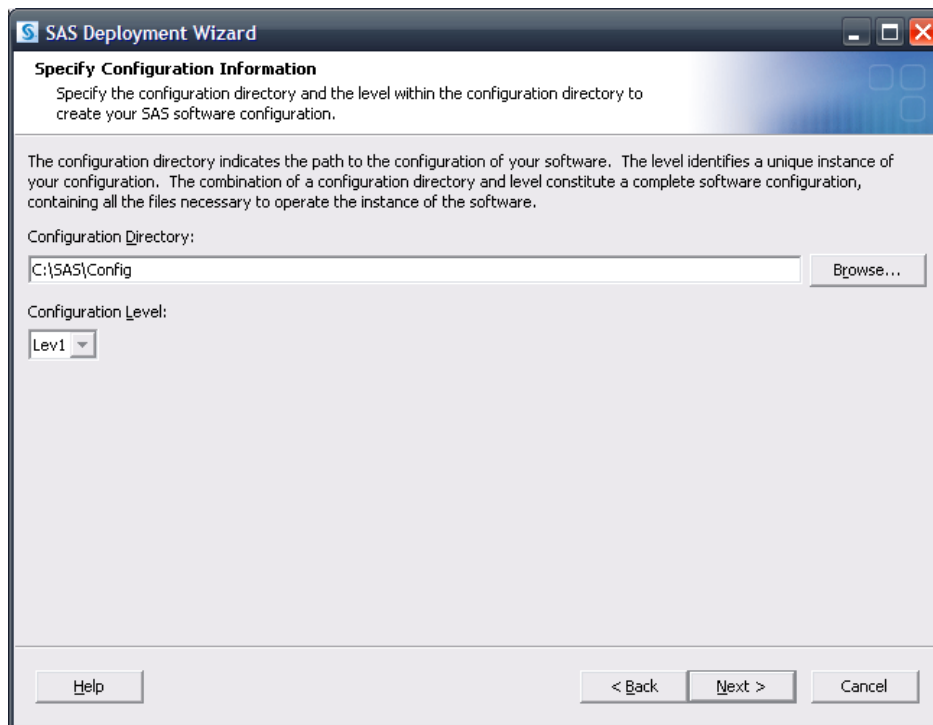 SAS Deployment Wizard
Specify Configuration Information
Specify the configuration directory and the level within the configuration directory to
create your SAS software configuration.
The configuration directory indicates the path to the configuration of your software. The level identifies a unique instance of
your configuration. The combination of a configuration directory and level constitute a complete software configuration,
containing all the files necessary to operate the instance of the software.
Configuration Directory:
C:\SAS\Config
Browse...
Configuration Level:
Lev1
Help
< Back
Next >
Cancel